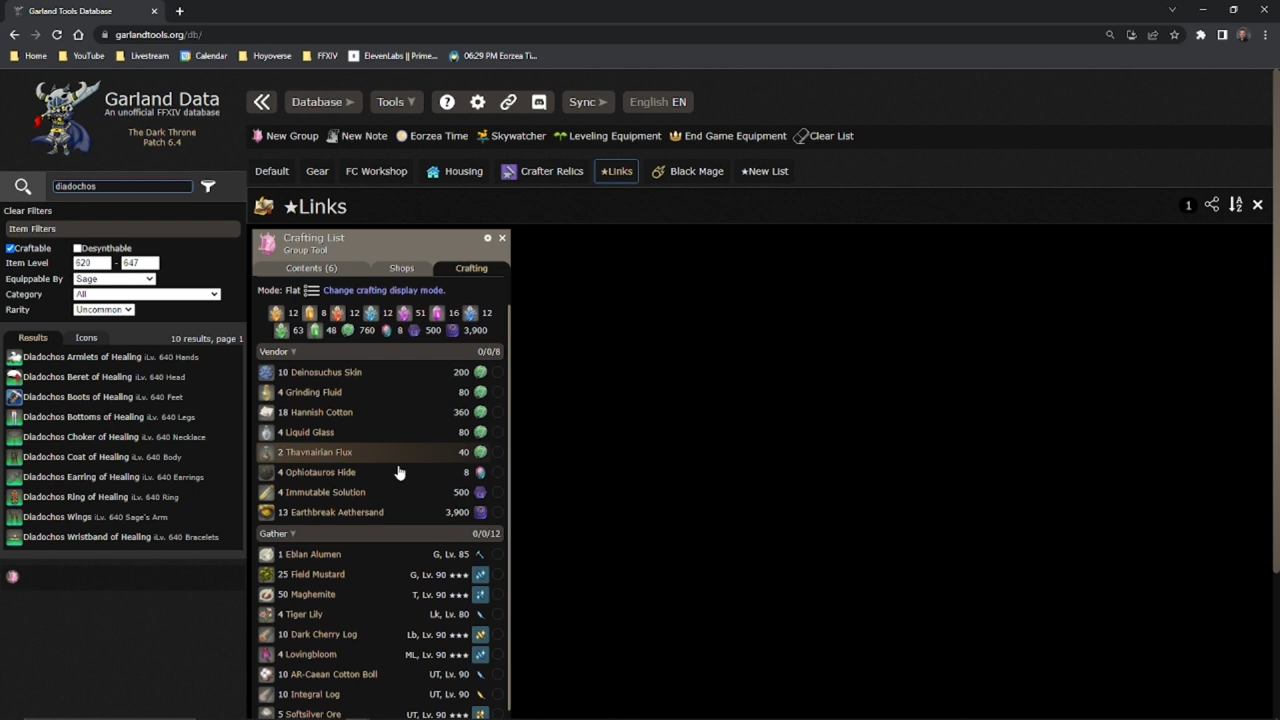 Garland Tools Database
garlandtools.org/db/
Home YouTube Livestream Calendar Hoyoverse FFXIV ElevenLabs || Prime... 06:29 PM Eorzea Ti...
Garland Data
An unofficial FFXIV database
The Dark Throne
Patch 6.4
Database Tools Sync English EN
New Group New Note Eorzea Time Skywatcher Leveling Equipment End Game Equipment Clear List
Default Gear FC Workshop Housing Crafter Relics ★Links Black Mage ★New List
diadochos
Clear Filters
Item Filters
Craftable Desynthable
Item Level 620 - 647
Equippable By Sage
Category All
Rarity Uncommon
Results Icons 10 results, page 1
Diadochos Armlets of Healing iLv. 640 Hands
Diadochos Beret of Healing iLv. 640 Head
Diadochos Boots of Healing iLv. 640 Feet
Diadochos Bottoms of Healing iLv. 640 Legs
Diadochos Choker of Healing iLv. 640 Necklace
Diadochos Coat of Healing iLv. 640 Body
Diadochos Earring of Healing iLv. 640 Earrings
Diadochos Ring of Healing iLv. 640 Ring
Diadochos Wings iLv. 640 Sage's Arm
Diadochos Wristband of Healing iLv. 640 Bracelets
★Links 1
Crafting List
Group Tool
Contents (6) Shops Crafting
Mode: Flat Change crafting display mode.
12 8 12 12 51 16 12
63 48 760 8 500 3,900
Vendor 0/0/8
10 Deinosuchus Skin 200
4 Grinding Fluid 80
18 Hannish Cotton 360
4 Liquid Glass 80
2 Thavnairian Flux 40
4 Ophiotauros Hide 8
4 Immutable Solution 500
13 Earthbreak Aethersand 3,900
Gather 0/0/12
1 Eblan Alumen G, Lv. 85
25 Field Mustard G, Lv. 90 ★★★
50 Maghemite T, Lv. 90 ★★★
4 Tiger Lily Lk, Lv. 80
10 Dark Cherry Log Lb, Lv. 90 ★★★
4 Lovingbloom ML, Lv. 90 ★★★
10 AR-Caean Cotton Boll UT, Lv. 90
10 Integral Log UT, Lv. 90
5 Softsilver Ore UT, Lv. 90 ★★★